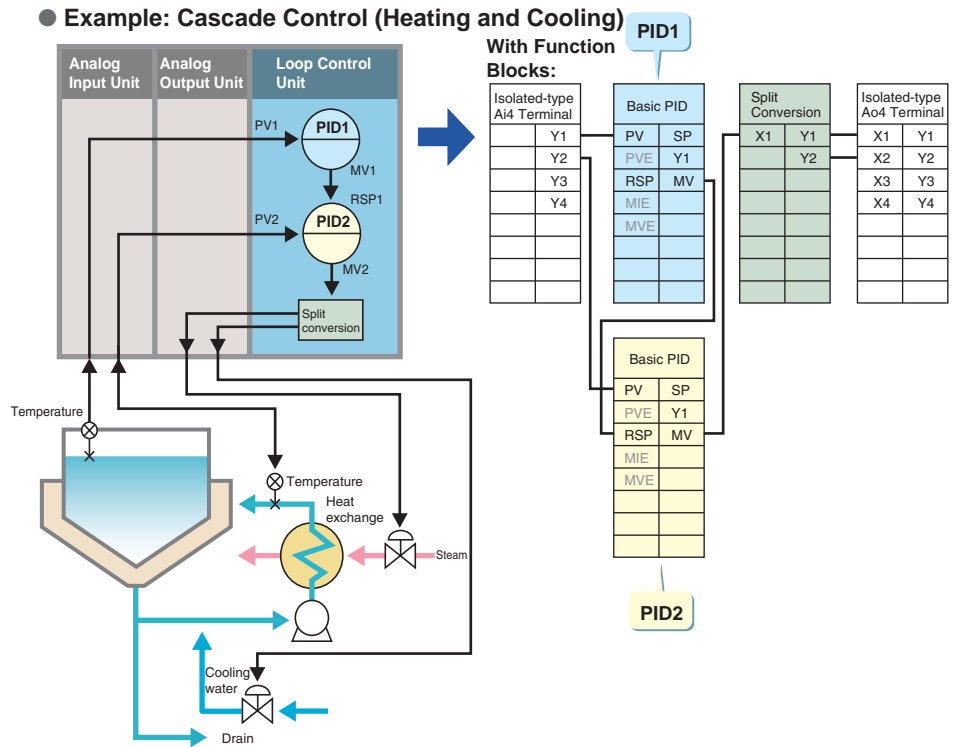 ● Example: Cascade Control (Heating and Cooling)
PID1
With Function
Blocks:
Analog
Input Unit
Analog
Output Unit
Loop Control
Unit
PV1
PID1
MV1
RSP1
PV2
PID2
MV2
Split
conversion
Isolated-type
Ai4 Terminal
Y1
Y2
Y3
Y4
Basic PID
PV SP
PVE Y1
RSP MV
MIE
MVE
Split
Conversion
X1 Y1
Y2
Isolated-type
Ao4 Terminal
X1 Y1
X2 Y2
X3 Y3
X4 Y4
Basic PID
PV SP
PVE Y1
RSP MV
MIE
MVE
PID2
Temperature
Temperature
Heat
exchange
Steam
Cooling
water
Drain